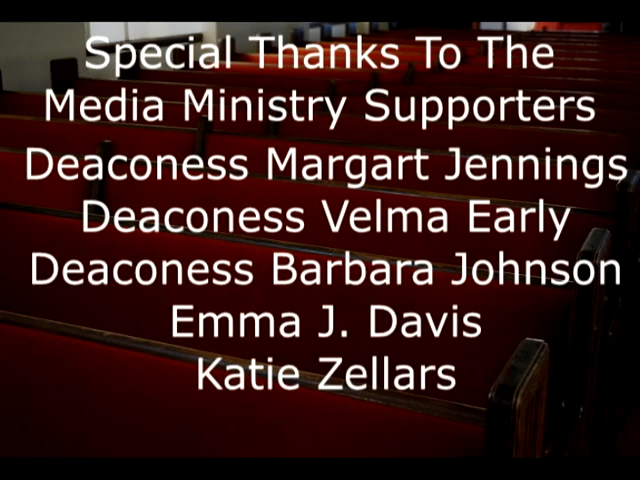 Special Thanks To The
Media Ministry Supporters
Deaconess Margart Jennings
Deaconess Velma Early
Deaconess Barbara Johnson
Emma J. Davis
Katie Zellars